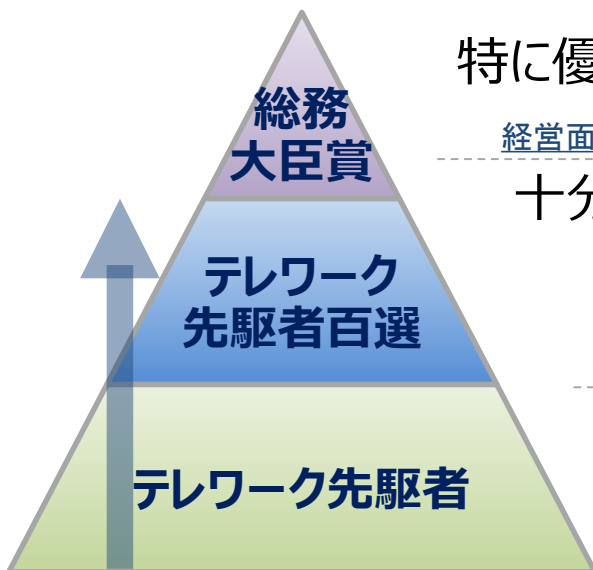 特に優
総務
大臣賞
経営面
十分
テレワーク
先駆者百選
テレワーク先駆者